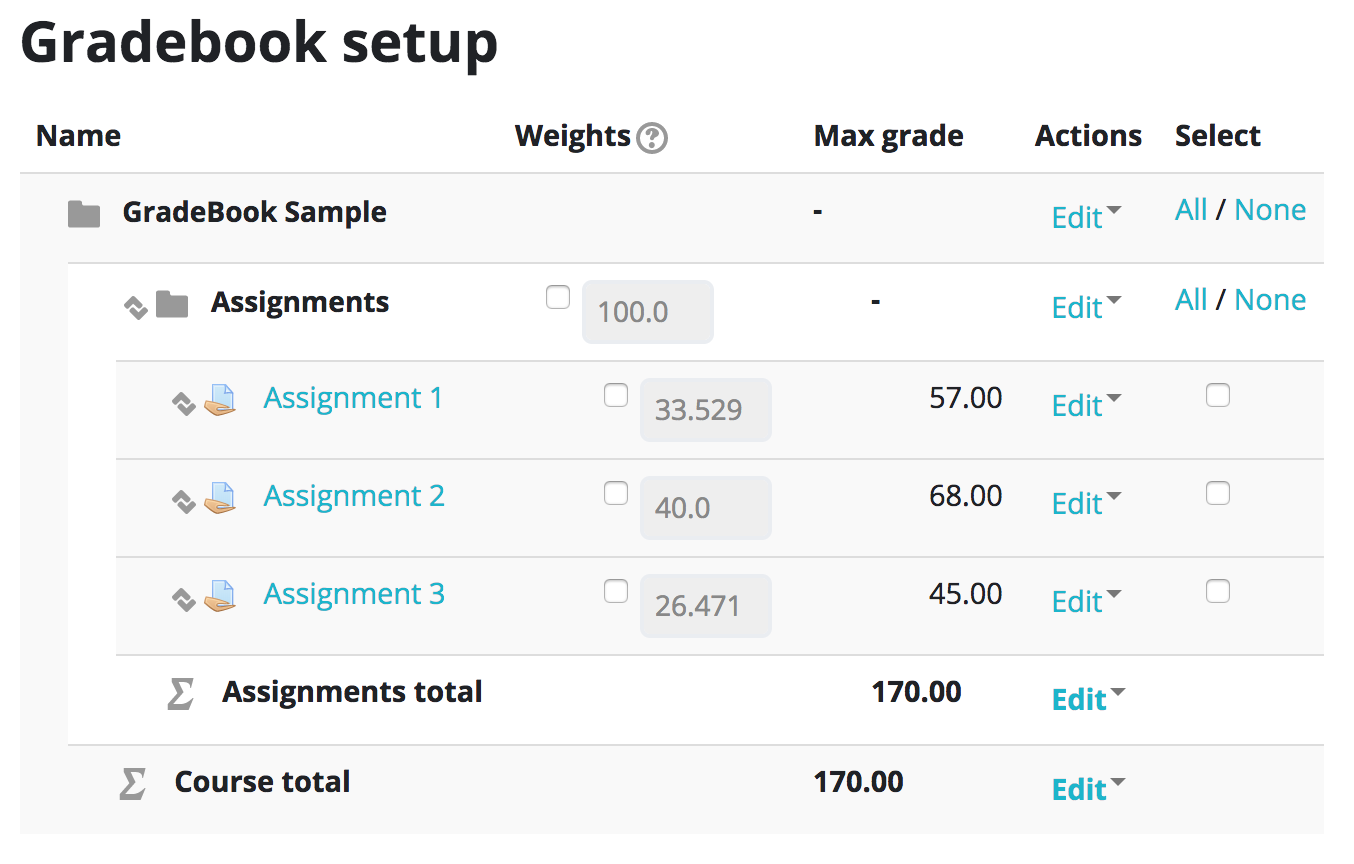 Gradebook setup
Name Weights ? Max grade Actions Select
GradeBook Sample - Edit All / None
Assignments 100.0 - Edit All / None
Assignment 1 33.529 57.00 Edit
Assignment 2 40.0 68.00 Edit
Assignment 3 26.471 45.00 Edit
Σ Assignments total 170.00 Edit
Σ Course total 170.00 Edit